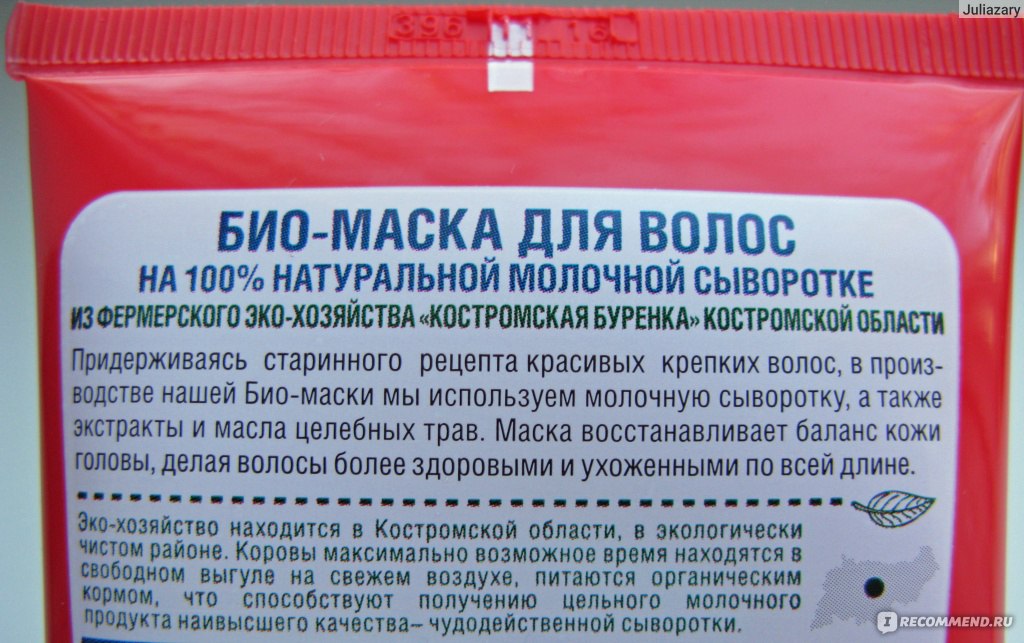 Juliazary
396 16
БИО-МАСКА ДЛЯ ВОЛОС
НА 100% НАТУРАЛЬНОЙ МОЛОЧНОЙ СЫВОРОТКЕ
ИЗ ФЕРМЕРСКОГО ЭКО-ХОЗЯЙСТВА «КОСТРОМСКАЯ БУРЕНКА» КОСТРОМСКОЙ ОБЛАСТИ
Придерживаясь старинного рецепта красивых крепких волос, в произ-
водстве нашей Био-маски мы используем молочную сыворотку, а также
экстракты и масла целебных трав. Маска восстанавливает баланс кожи
головы, делая волосы более здоровыми и ухоженными по всей длине.
Эко-хозяйство находится в Костромской области, в экологически
чистом районе. Коровы максимально возможное время находятся в
свободном выгуле на свежем воздухе, питаются органическим
кормом, что способствуют получению цельного молочного
продукта наивысшего качества– чудодейственной сыворотки.
I RECOMMEND.RU